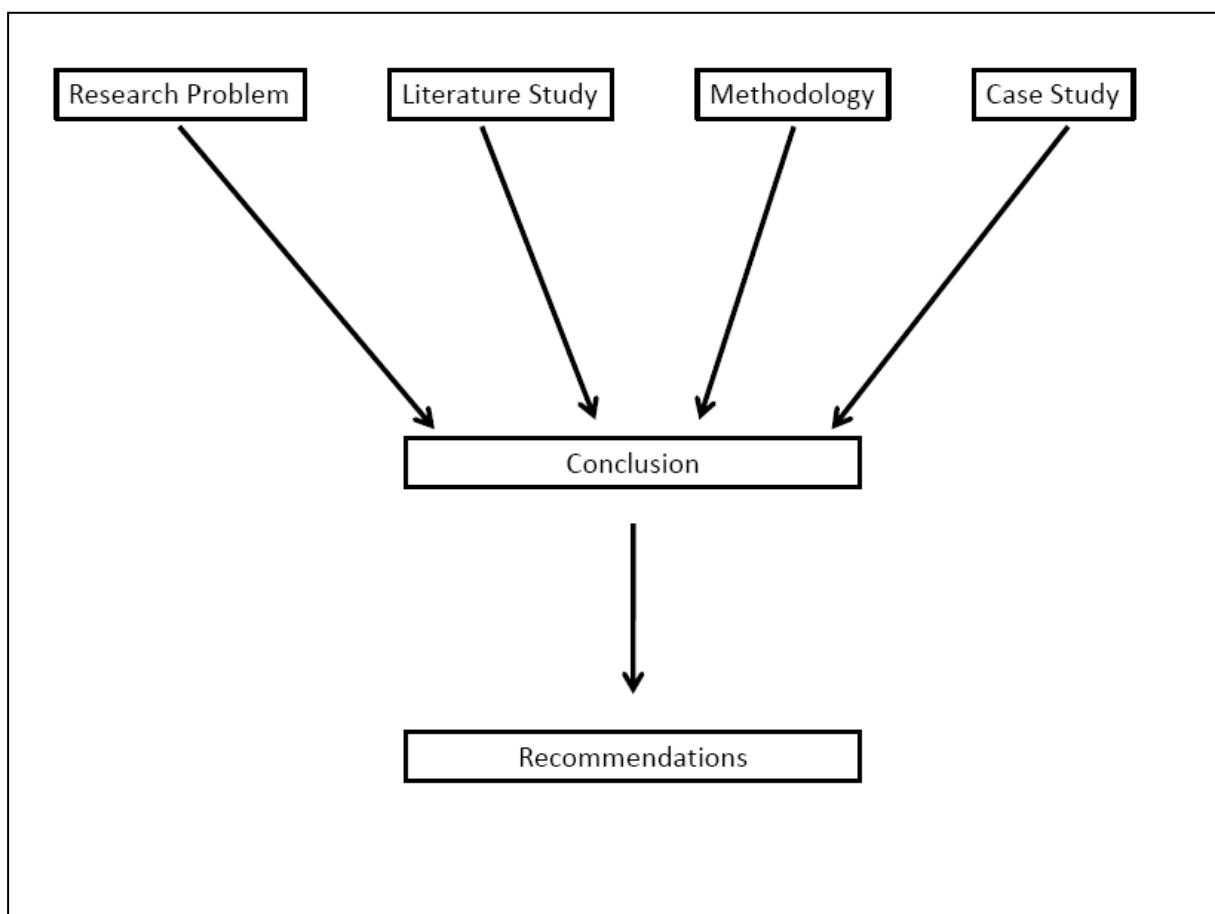 Research Problem
Literature Study
Methodology
Case Study
Conclusion
Recommendations